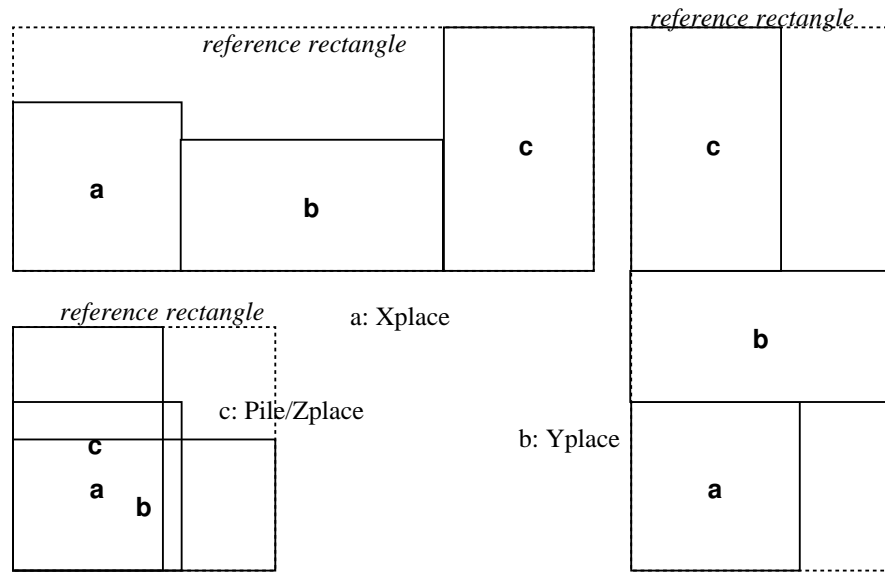 reference rectangle
a
b
c
a: Xplace
reference rectangle
c
b
a
b: Yplace
reference rectangle
c
a
b
c: Pile/Zplace